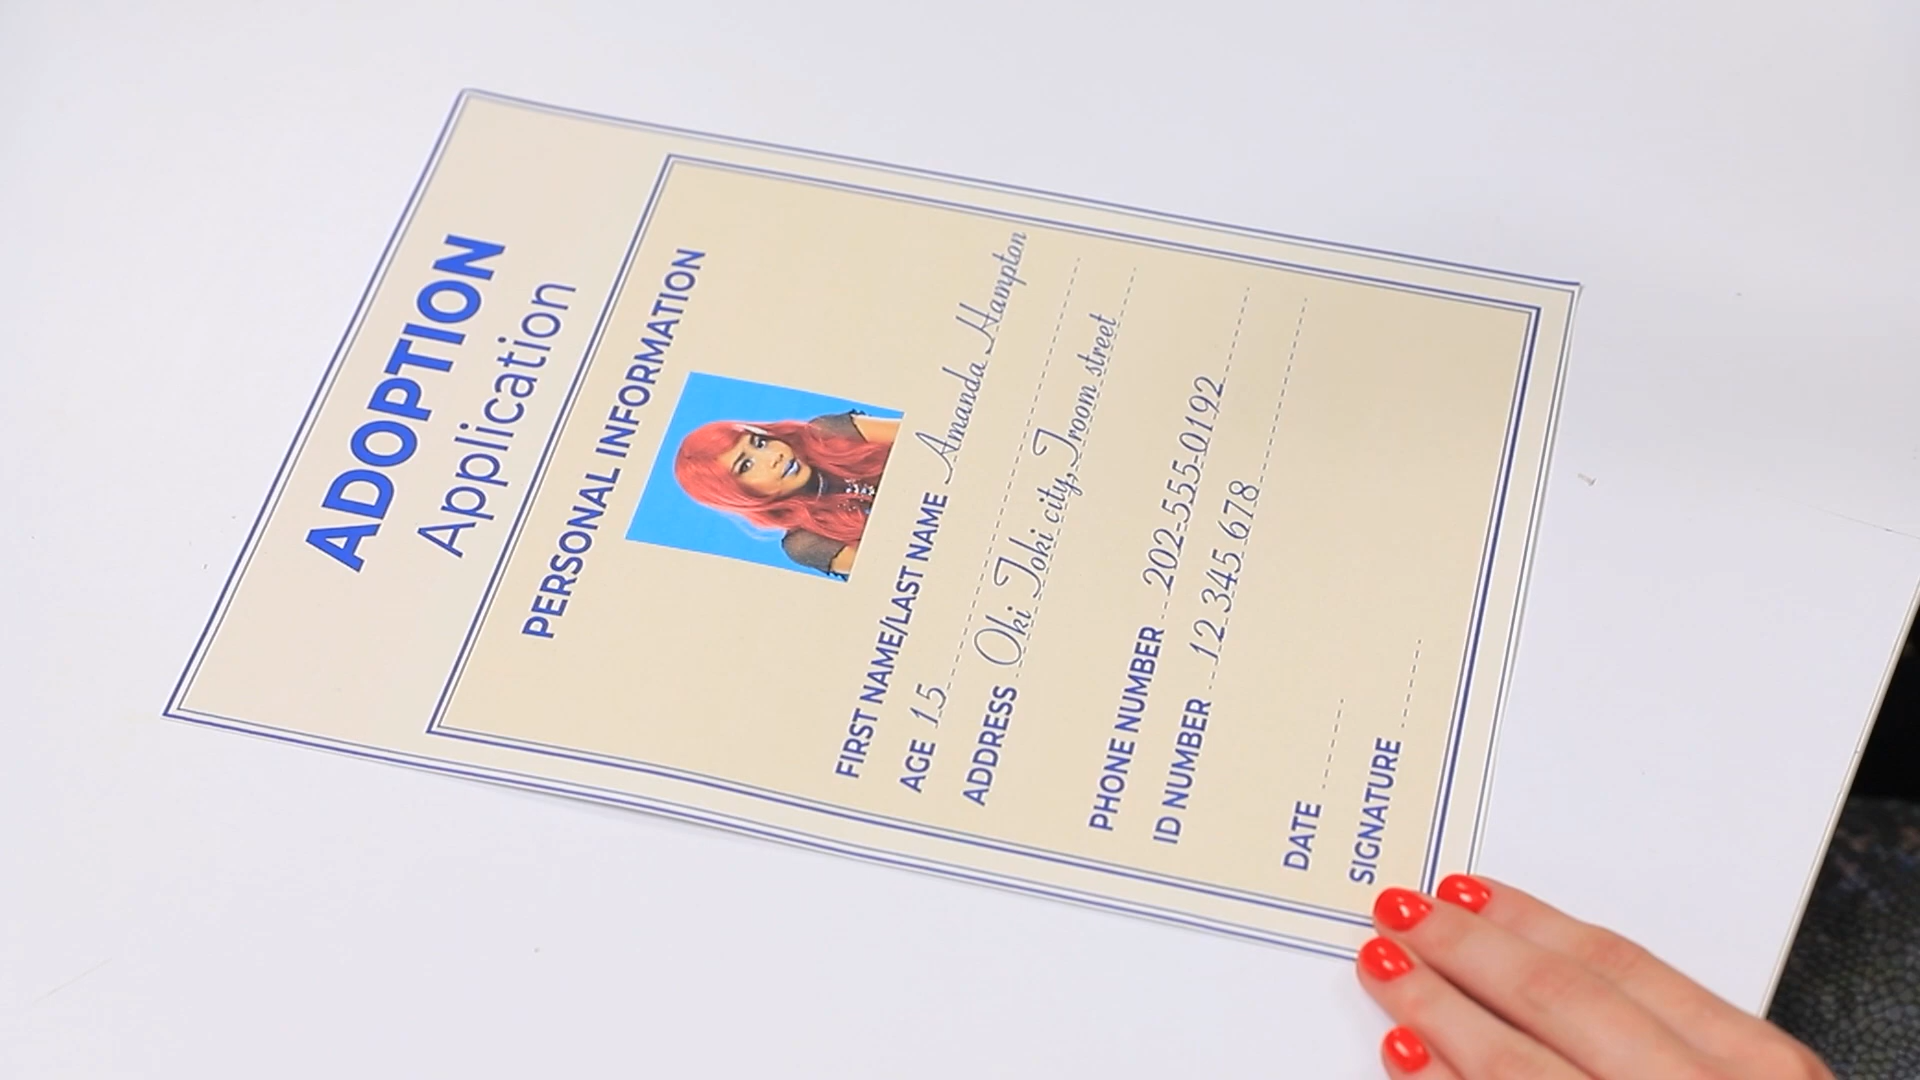 ADOPTION
Application
PERSONAL INFORMATION
FIRST NAME/LAST NAME Amanda Hampton
AGE 15
ADDRESS Oki Toki city, Troom street
PHONE NUMBER 202-555-0192
ID NUMBER 12 345 678
DATE
SIGNATURE